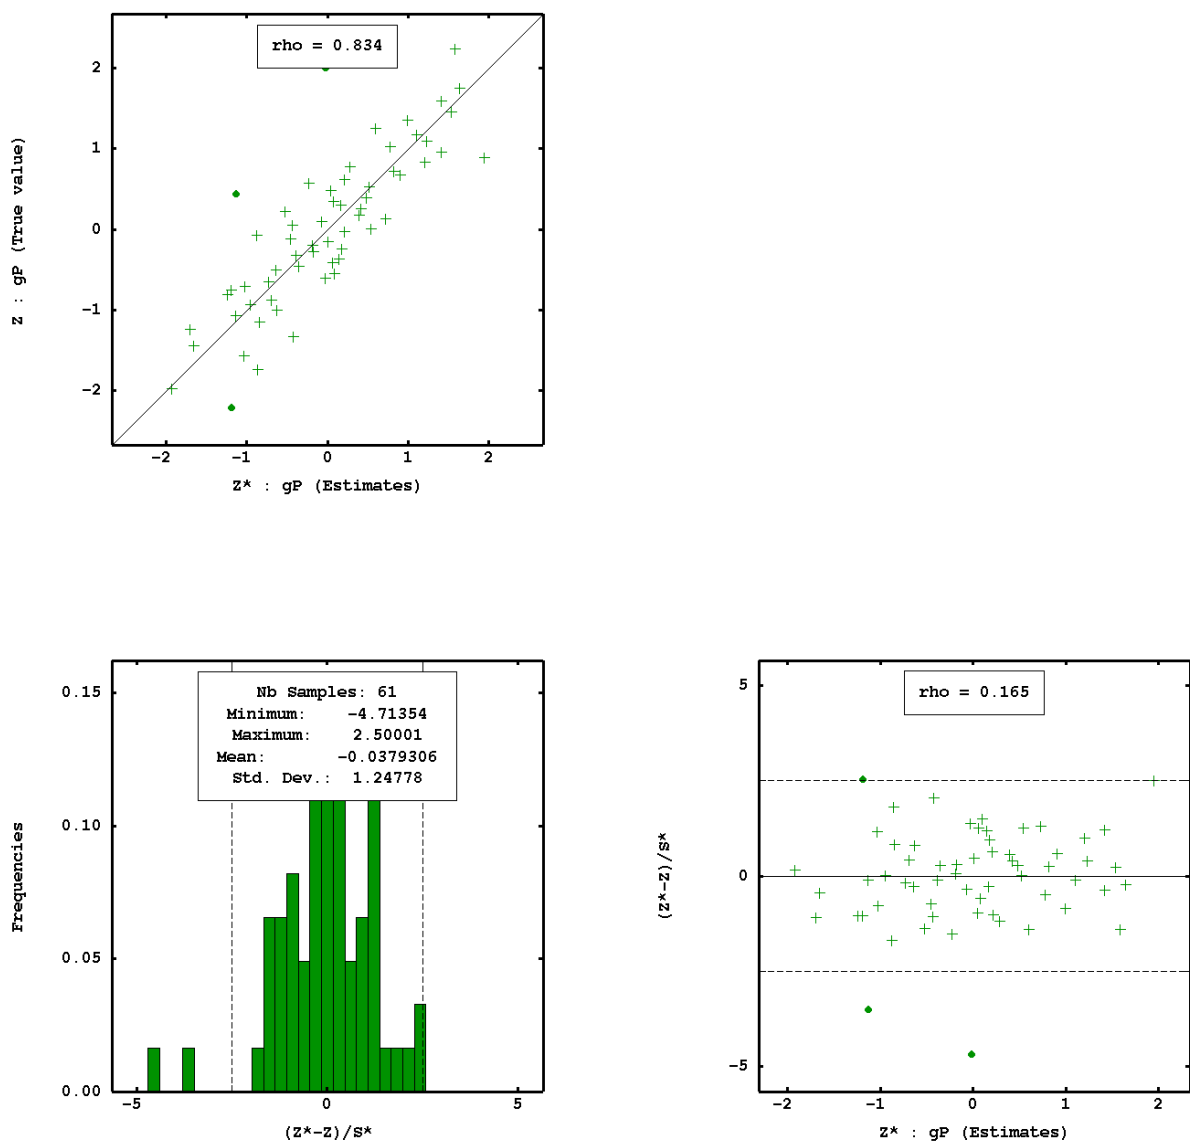 rho = 0.834
2
1
0
−1
−2
Z : gP (True value)
−2 −1 0 1 2
Z* : gP (Estimates)
Nb Samples: 61
Minimum: −4.71354
Maximum: 2.50001
Mean: −0.0379306
Std. Dev.: 1.24778
0.15
0.10
0.05
0.00
Frequencies
−5 0 5
(Z*−Z)/S*
rho = 0.165
5
0
−5
(Z*−Z)/S*
−2 −1 0 1 2
Z* : gP (Estimates)